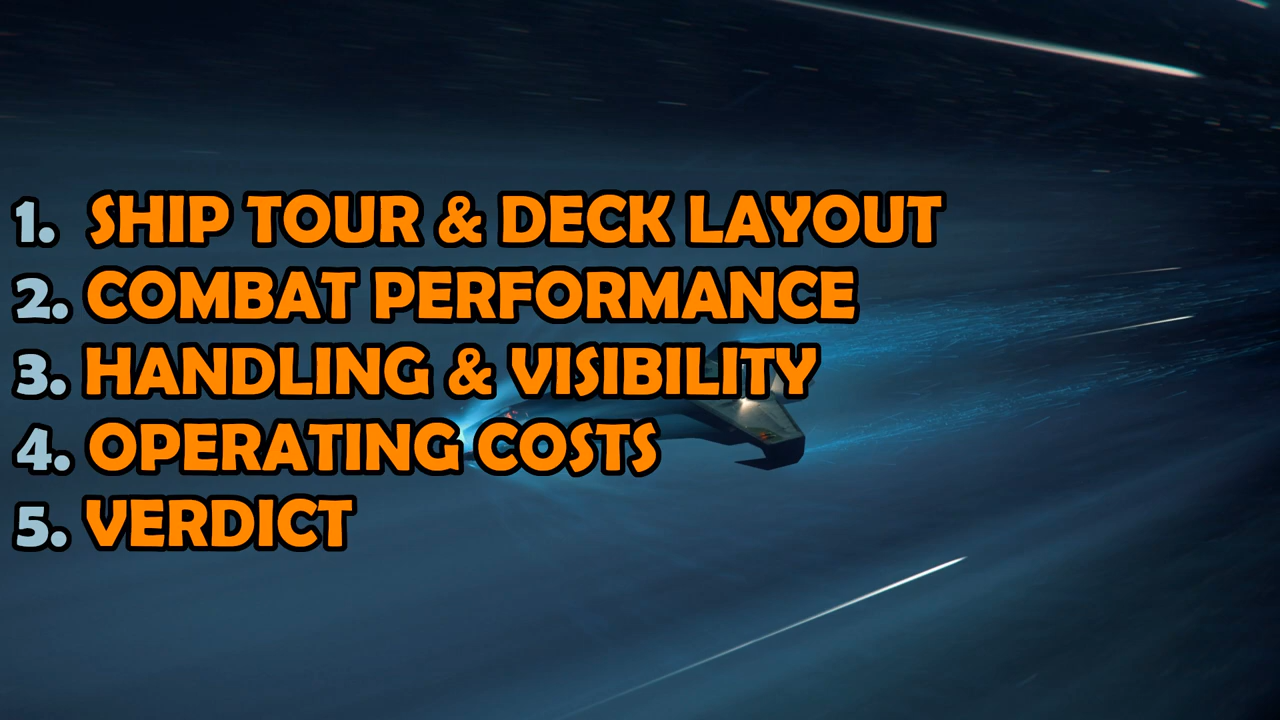 1. SHIP TOUR & DECK LAYOUT
2. COMBAT PERFORMANCE
3. HANDLING & VISIBILITY
4. OPERATING COSTS
5. VERDICT